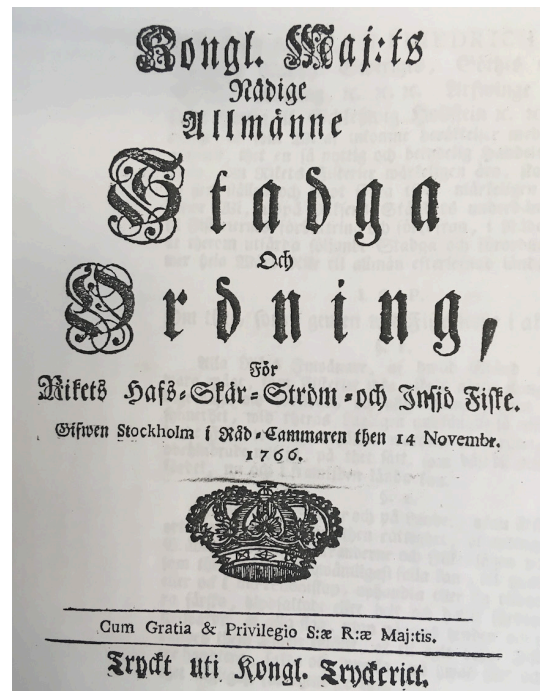 Kongl. Maj:ts
Nådige
Allmänne
Stadga
Och
Ordning,
För
Rikets Hafs-Skär-Ström-och Insjö Fiske.
Gifwen Stockholm i Råd-Cammaren then 14 Novembr.
1766.
Cum Gratia & Privilegio S:æ R:æ Maj:tis.
Tryckt uti Kongl. Tryckeriet.